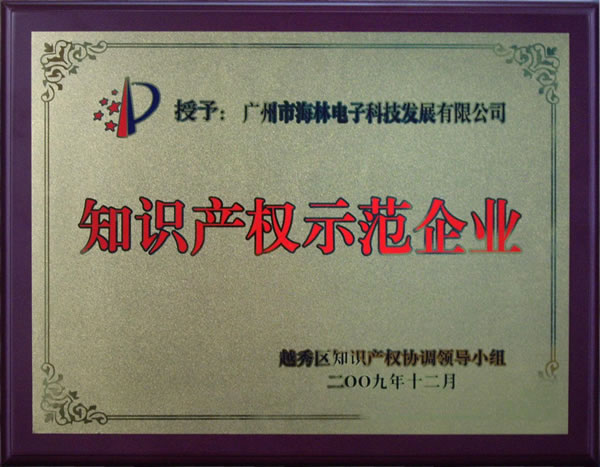 授予：广州市海林电子科技发展有限公司
知识产权示范企业
越秀区知识产权协调领导小组
二〇〇九年十二月